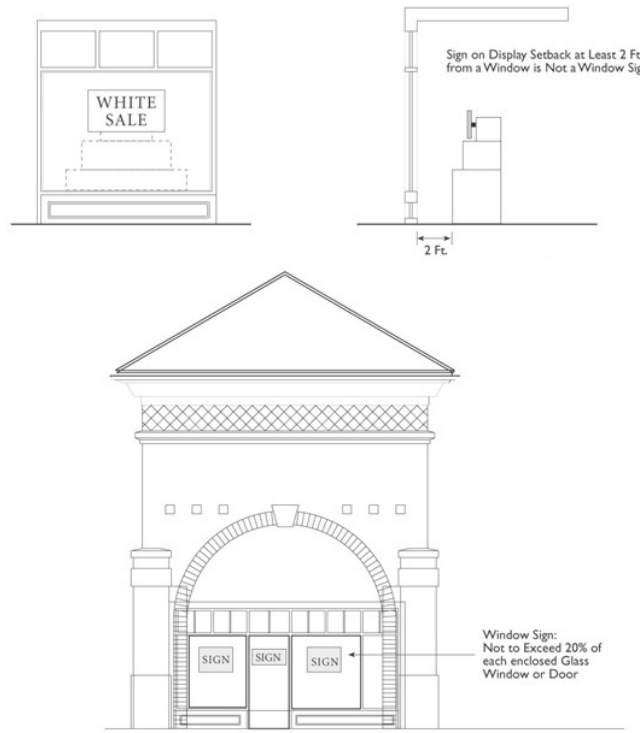 WHITE
SALE
Sign on Display Setback at Least 2 Ft
from a Window is Not a Window Sig
2 Ft.
SIGN
SIGN
SIGN
Window Sign:
Not to Exceed 20% of
each enclosed Glass
Window or Door